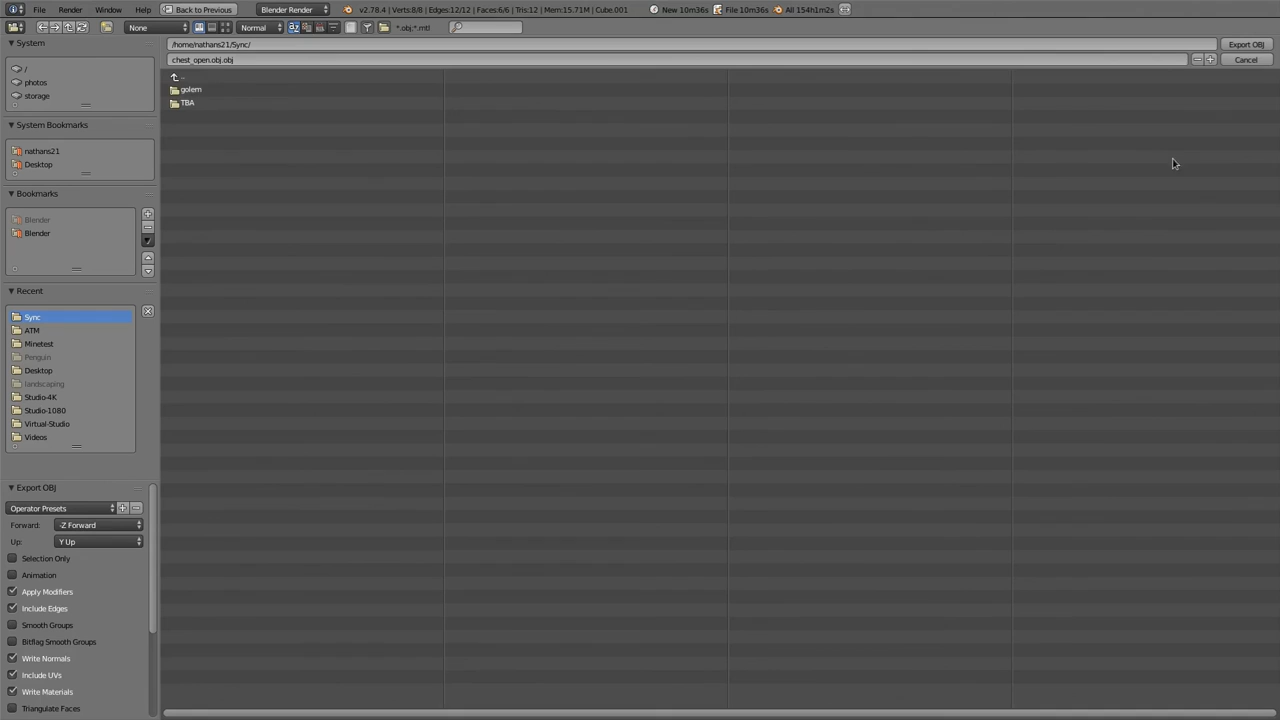 File Render Window Help Back to Previous Blender Render v2.78.4 | Verts:8/8 | Edges:12/12 | Faces:6/6 | Tris:12 | Mem:15.71M | Cube.001 New 10m36s File 10m36s All 154h1m2s
None Normal *.obj;*.mtl
System
/home/nathans21/Sync/ Export OBJ
chest_open.obj.obj Cancel
/
photos
storage
..
golem
TBA
System Bookmarks
nathans21
Desktop
Bookmarks
Blender
Blender
Recent
Sync
ATM
Minetest
Penguin
Desktop
landscaping
Studio-4K
Studio-1080
Virtual-Studio
Videos
Export OBJ
Operator Presets
Forward: -Z Forward
Up: Y Up
Selection Only
Animation
Apply Modifiers
Include Edges
Smooth Groups
Bitflag Smooth Groups
Write Normals
Include UVs
Write Materials
Triangulate Faces